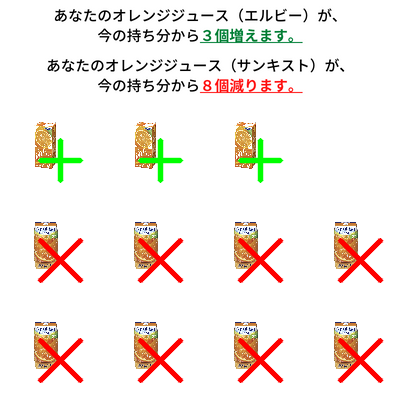 あなたのオレンジジュース（エルビー）が、
今の持ち分から３個増えます。
あなたのオレンジジュース（サンキスト）が、
今の持ち分から８個減ります。